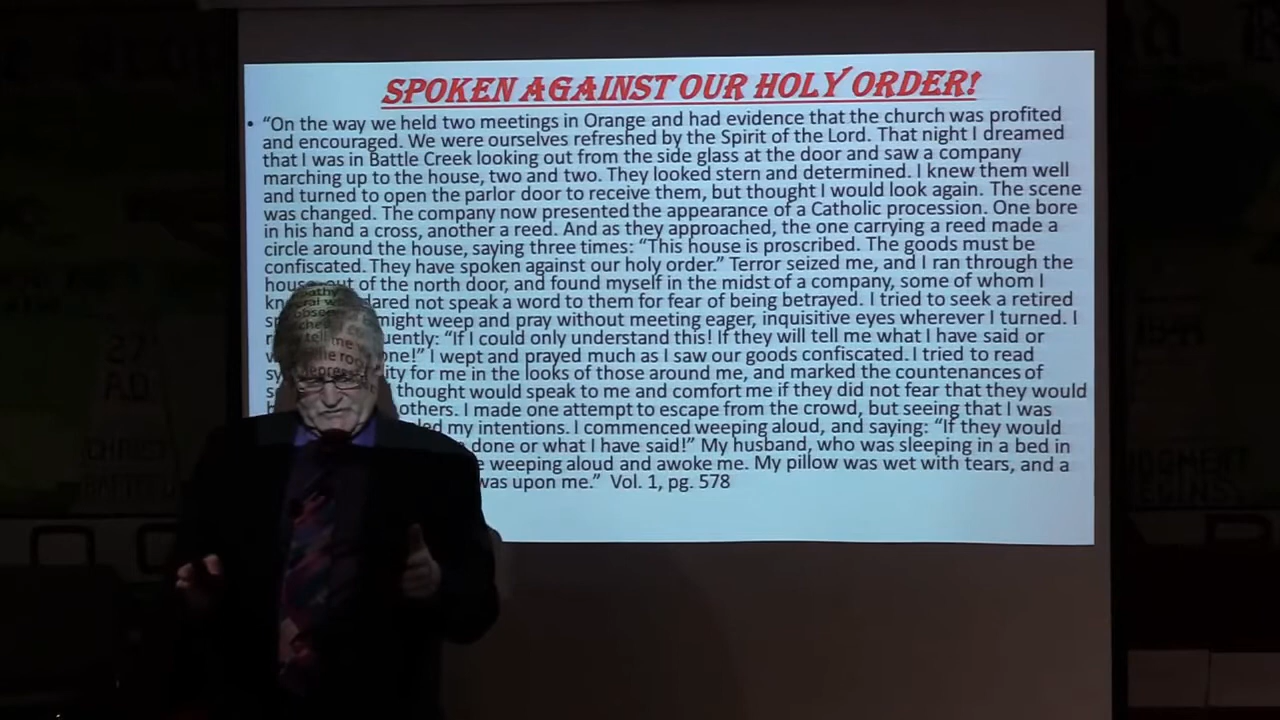 SPOKEN AGAINST OUR HOLY ORDER!
• “On the way we held two meetings in Orange and had evidence that the church was profited
and encouraged. We were ourselves refreshed by the Spirit of the Lord. That night I dreamed
that I was in Battle Creek looking out from the side glass at the door and saw a company
marching up to the house, two and two. They looked stern and determined. I knew them well
and turned to open the parlor door to receive them, but thought I would look again. The scene
was changed. The company now presented the appearance of a Catholic procession. One bore
in his hand a cross, another a reed. And as they approached, the one carrying a reed made a
circle around the house, saying three times: “This house is proscribed. The goods must be
confiscated. They have spoken against our holy order.” Terror seized me, and I ran through the
house, out of the north door, and found myself in the midst of a company, some of whom I
dared not speak a word to them for fear of being betrayed. I tried to seek a retired
might weep and pray without meeting eager, inquisitive eyes wherever I turned. I
uently: “If I could only understand this! If they will tell me what I have said or
one!” I wept and prayed much as I saw our goods confiscated. I tried to read
ity for me in the looks of those around me, and marked the countenances of
thought would speak to me and comfort me if they did not fear that they would
others. I made one attempt to escape from the crowd, but seeing that I was
led my intentions. I commenced weeping aloud, and saying: “If they would
done or what I have said!” My husband, who was sleeping in a bed in
weeping aloud and awoke me. My pillow was wet with tears, and a
was upon me.” Vol. 1, pg. 578
27
AD
CHRIST
BAPTIZED
1844
JUDGMENT
BEGINS